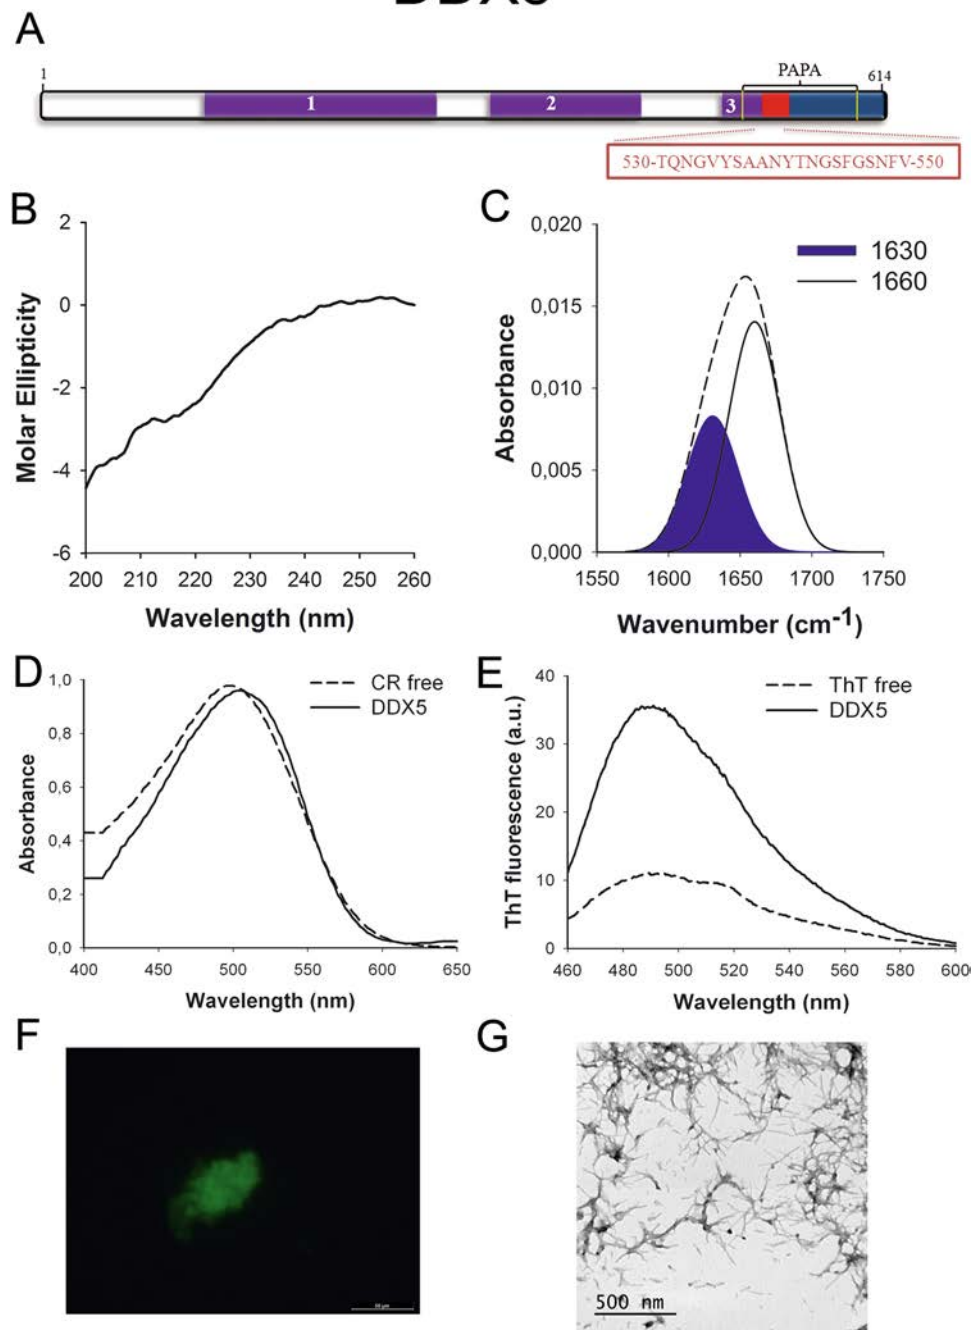 DDX5
A
1
PAPA
614
1
2
3
530-TQNGVYSAANYTNGSFGSNFV-550
B
2
0
-2
-4
-6
Molar Ellipticity
200 210 220 230 240 250 260
Wavelength (nm)
C
0,020
0,015
0,010
0,005
0,000
Absorbance
1630
1660
1550 1600 1650 1700 1750
Wavenumber (cm-1)
D
1,0
0,8
0,6
0,4
0,2
0,0
Absorbance
CR free
DDX5
400 450 500 550 600 650
Wavelength (nm)
E
40
30
20
10
0
ThT fluorescence (a.u.)
ThT free
DDX5
460 480 500 520 540 560 580 600
Wavelength (nm)
F
G
500 nm